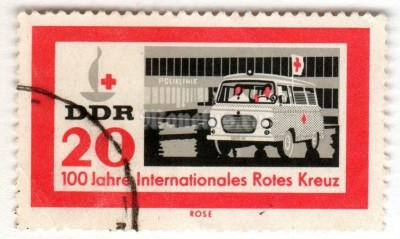 POLIKLINIK
DDR
20
100 Jahre Internationales Rotes Kreuz
ROSE